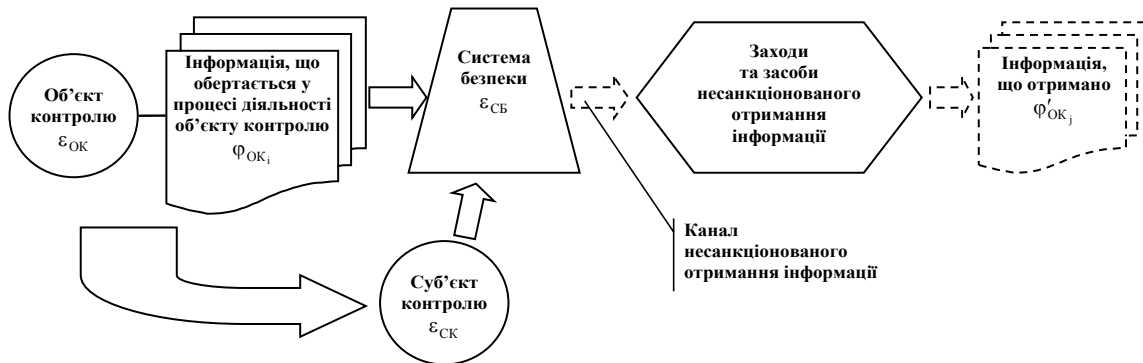 Об’єкт
контролю
ε_ОК
Інформація, що
обертається у
процесі діяльності
об’єкту контролю
φ_ОК_i
Система
безпеки
ε_СБ
Заходи
та засоби
несанкціонованого
отримання
інформації
Інформація,
що отримано
φ′_ОК_j
Канал
несанкціонованого
отримання інформації
Суб’єкт
контролю
ε_СК